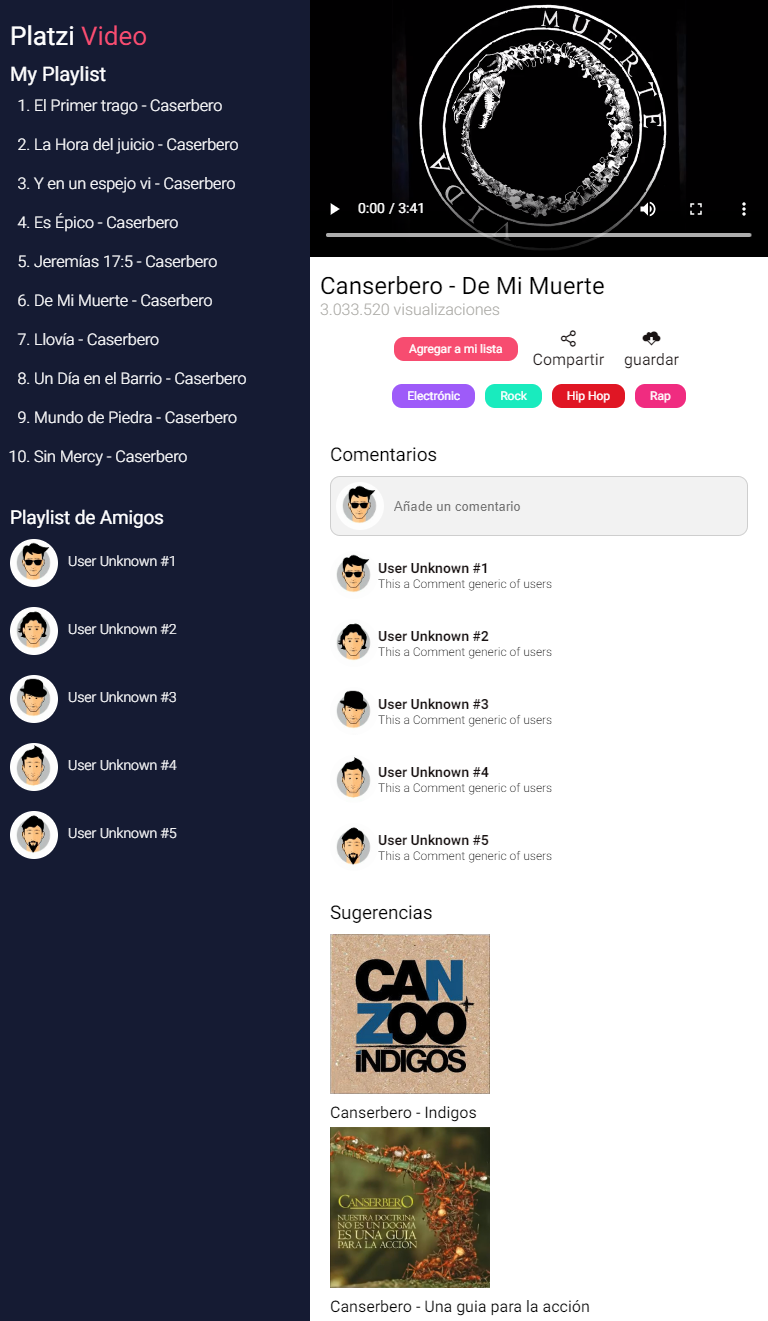 Platzi Video
My Playlist
1. El Primer trago - Caserbero
2. La Hora del juicio - Caserbero
3. Y en un espejo vi - Caserbero
4. Es Épico - Caserbero
5. Jeremías 17:5 - Caserbero
6. De Mi Muerte - Caserbero
7. Llovía - Caserbero
8. Un Día en el Barrio - Caserbero
9. Mundo de Piedra - Caserbero
10. Sin Mercy - Caserbero
Playlist de Amigos
User Unknown #1
User Unknown #2
User Unknown #3
User Unknown #4
User Unknown #5
MUERTE
VIDA
0:00 / 3:41
Canserbero - De Mi Muerte
3.033.520 visualizaciones
Agregar a mi lista
Compartir
guardar
Electrónic
Rock
Hip Hop
Rap
Comentarios
Añade un comentario
User Unknown #1
This a Comment generic of users
User Unknown #2
This a Comment generic of users
User Unknown #3
This a Comment generic of users
User Unknown #4
This a Comment generic of users
User Unknown #5
This a Comment generic of users
Sugerencias
CAN
ZOO
iNDIGOS
Canserbero - Indigos
CANSERBERO
NUESTRA DOCTRINA
NO ES UN DOGMA
ES UNA GUIA
PARA LA ACCIÓN
Canserbero - Una guia para la acción